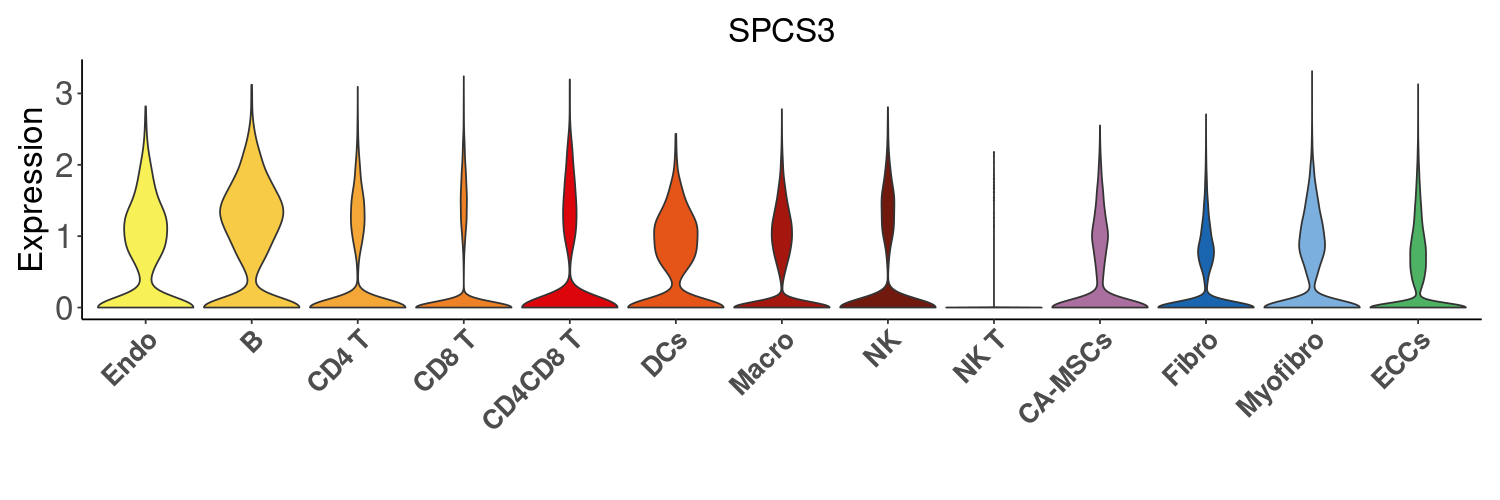 SPCS3
Expression
3
2
1
0
Endo
B
CD4 T
CD8 T
CD4CD8 T
DCs
Macro
NK
NK T
CA-MSCs
Fibro
Myofibro
ECCs